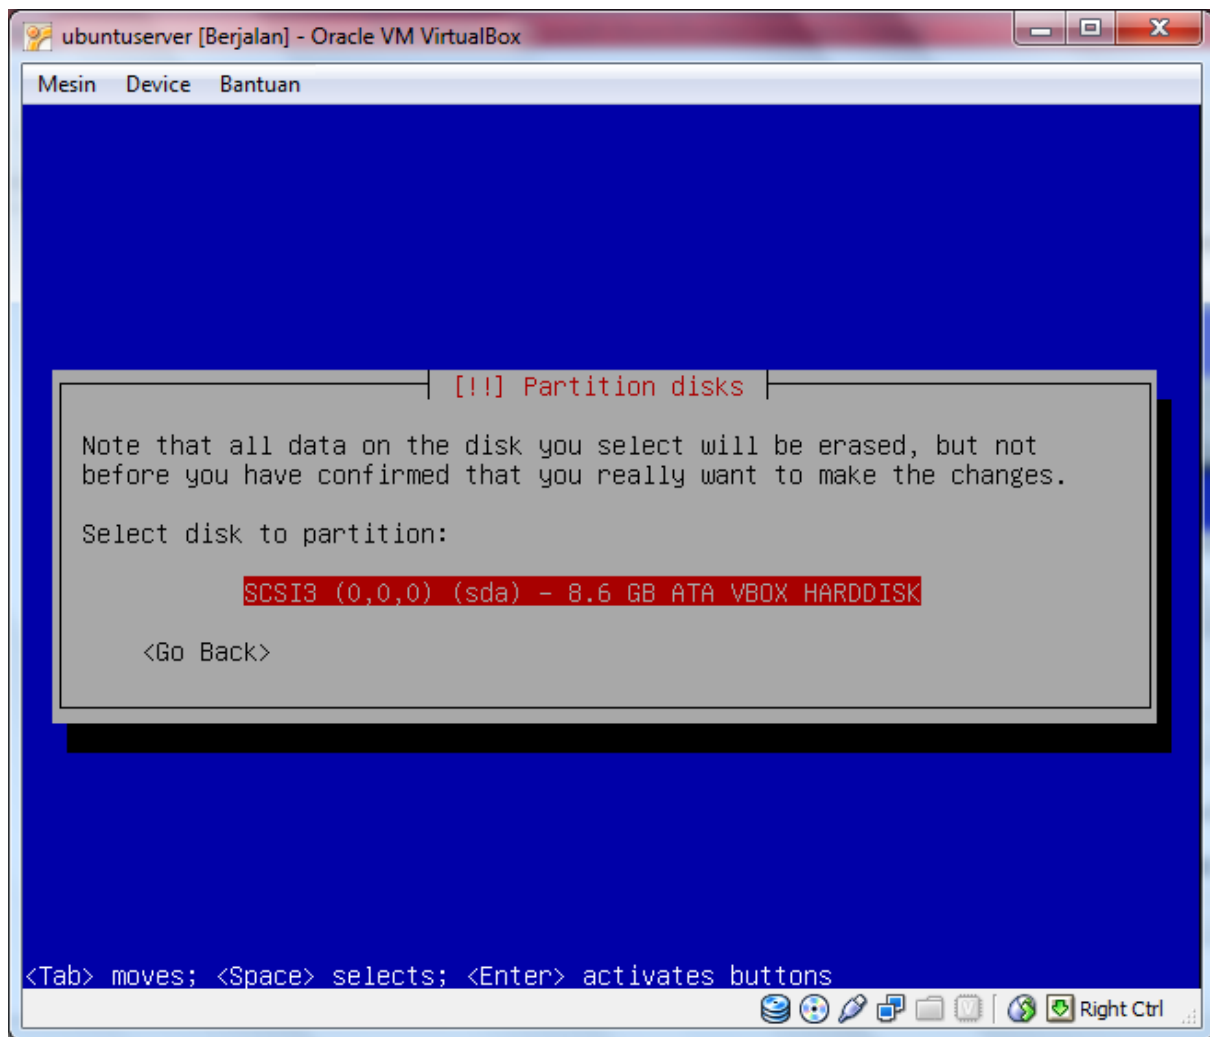 ubuntuserver [Berjalan] - Oracle VM VirtualBox
Mesin Device Bantuan
[!!] Partition disks
Note that all data on the disk you select will be erased, but not
before you have confirmed that you really want to make the changes.
Select disk to partition:
SCSI3 (0,0,0) (sda) - 8.6 GB ATA VBOX HARDDISK
<Go Back>
<Tab> moves; <Space> selects; <Enter> activates buttons
Right Ctrl